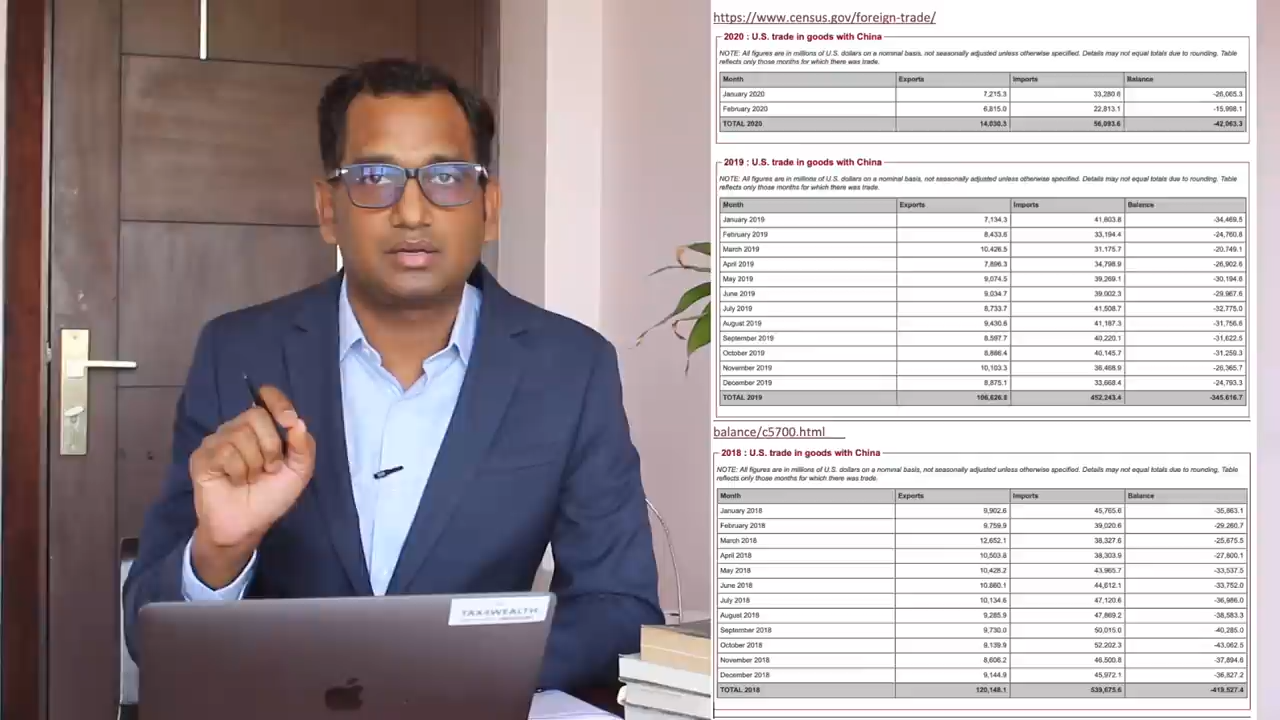 https://www.census.gov/foreign-trade/
2020 : U.S. trade in goods with China
NOTE: All figures are in millions of U.S. dollars on a nominal basis, not seasonally adjusted unless otherwise specified. Details may not equal totals due to rounding. Table
reflects only those months for which there was trade.
Month Exports Imports Balance
January 2020 7,215.3 33,280.6 -26,065.3
February 2020 6,815.0 22,813.1 -15,998.1
TOTAL 2020 14,030.3 56,093.6 -42,063.3
2019 : U.S. trade in goods with China
NOTE: All figures are in millions of U.S. dollars on a nominal basis, not seasonally adjusted unless otherwise specified. Details may not equal totals due to rounding. Table
reflects only those months for which there was trade.
Month Exports Imports Balance
January 2019 7,134.3 41,603.8 -34,469.5
February 2019 8,433.6 33,194.4 -24,760.8
March 2019 10,426.5 31,175.7 -20,749.1
April 2019 7,896.3 34,798.9 -26,902.6
May 2019 9,074.5 39,269.1 -30,194.6
June 2019 9,034.7 39,002.3 -29,967.6
July 2019 8,733.7 41,508.7 -32,775.0
August 2019 9,430.6 41,187.3 -31,756.6
September 2019 8,597.7 40,220.1 -31,622.5
October 2019 8,886.4 40,145.7 -31,259.3
November 2019 10,103.3 36,468.9 -26,365.7
December 2019 8,875.1 33,668.4 -24,793.3
TOTAL 2019 106,626.8 452,243.4 -345,616.7
balance/c5700.html
2018 : U.S. trade in goods with China
NOTE: All figures are in millions of U.S. dollars on a nominal basis, not seasonally adjusted unless otherwise specified. Details may not equal totals due to rounding. Table
reflects only those months for which there was trade.
Month Exports Imports Balance
January 2018 9,902.6 45,765.6 -35,863.1
February 2018 9,759.9 39,020.6 -29,260.7
March 2018 12,652.1 38,327.6 -25,675.5
April 2018 10,503.8 38,303.9 -27,800.1
May 2018 10,428.2 43,965.7 -33,537.5
June 2018 10,860.1 44,612.1 -33,752.0
July 2018 10,134.6 47,120.6 -36,986.0
August 2018 9,285.9 47,869.2 -38,583.3
September 2018 9,730.0 50,015.0 -40,285.0
October 2018 9,139.9 52,202.3 -43,062.5
November 2018 8,606.2 46,500.8 -37,894.6
December 2018 9,144.9 45,972.1 -36,827.2
TOTAL 2018 120,148.1 539,675.6 -419,527.4
TAX4WEALTH